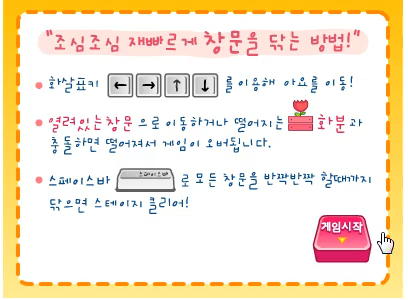 "조심조심 재빠르게 창문을 닦는 방법!"
화살표키 ← → ↑ ↓ 를 이용해 아요를 이동!
열려있는 창문 으로 이동하거나 떨어지는 화분 과
충돌하면 떨어져서 게임이 오버됩니다.
스페이스바 스페이스바 로 모든 창문을 반짝반짝 할때까지
닦으면 스테이지 클리어!
게임시작